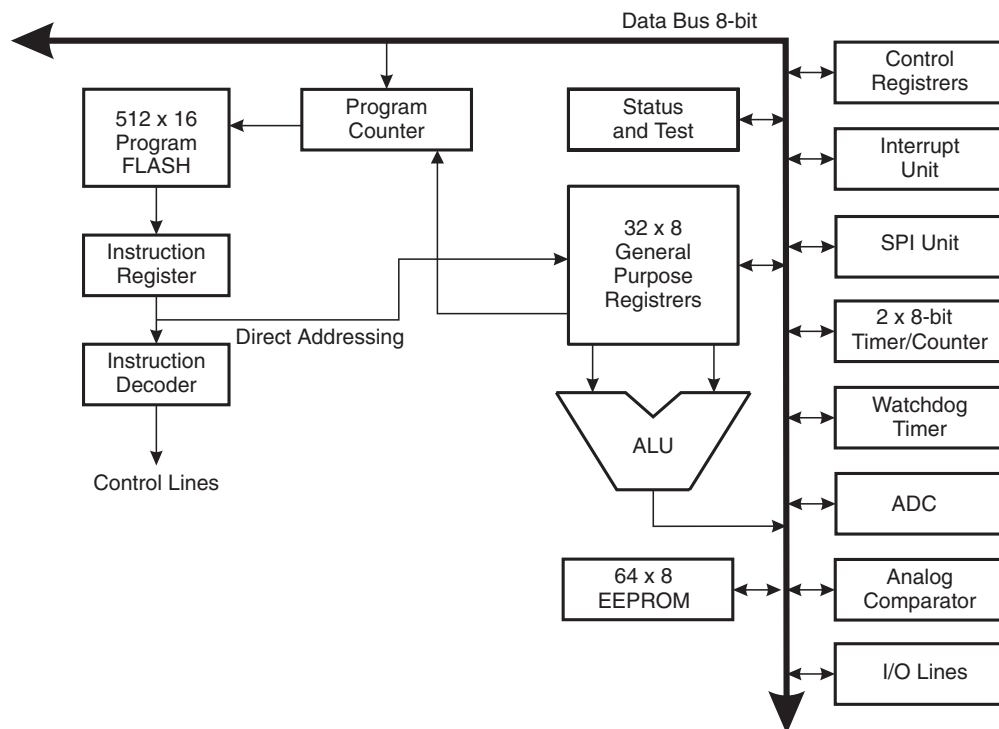 Data Bus 8-bit
Control
Registrers
512 x 16
Program
FLASH
Program
Counter
Status
and Test
Interrupt
Unit
32 x 8
General
Purpose
Registrers
SPI Unit
Instruction
Register
Direct Addressing
2 x 8-bit
Timer/Counter
Instruction
Decoder
Watchdog
Timer
ALU
Control Lines
ADC
64 x 8
EEPROM
Analog
Comparator
I/O Lines